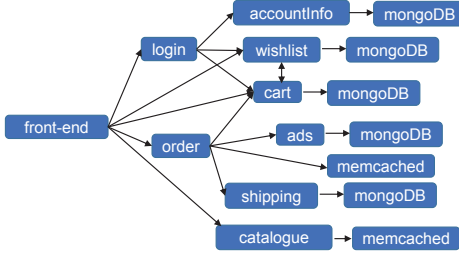 accountInfo mongoDB
login wishlist mongoDB
cart mongoDB
front-end
order ads mongoDB
memcached
shipping mongoDB
catalogue memcached